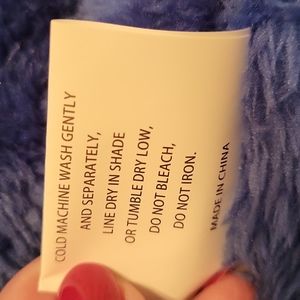 COLD MACHINE WASH GENTLY
AND SEPARATELY,
LINE DRY IN SHADE
OR TUMBLE DRY LOW,
DO NOT BLEACH,
DO NOT IRON.
MADE IN CHINA